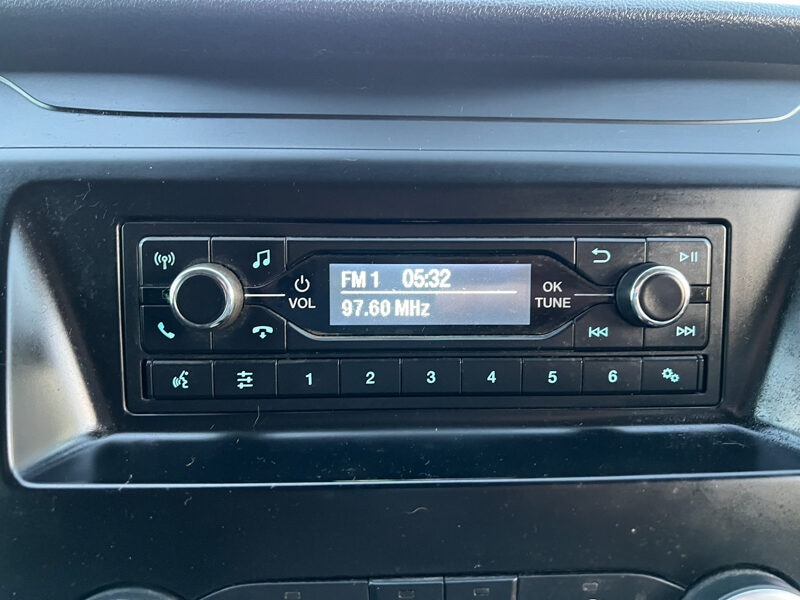 FM 1 05:32
97.60 MHz
VOL
OK
TUNE
1 2 3 4 5 6